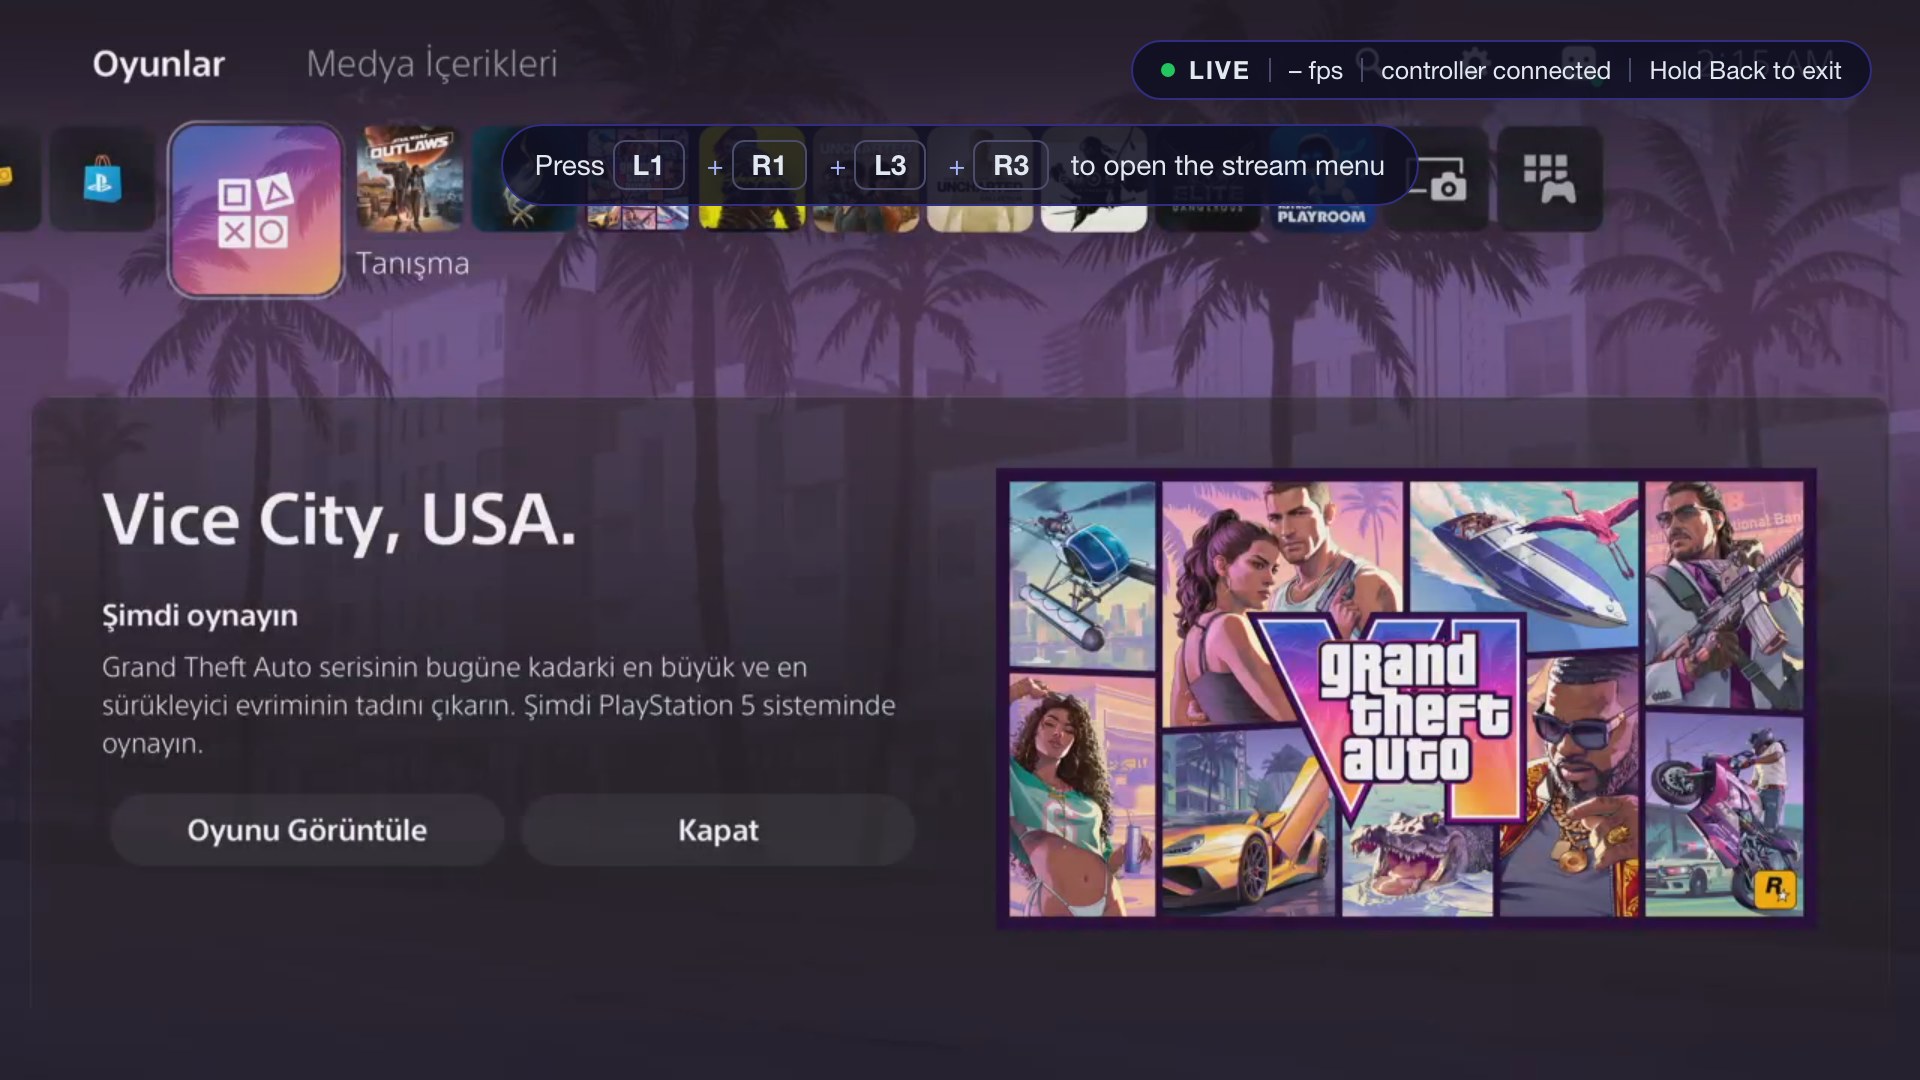 Oyunlar
Medya İçerikleri
LIVE
– fps
controller connected
Hold Back to exit
OUTLAWS
Press L1 + R1 + L3 + R3 to open the stream menu
PLAYROOM
Tanışma
Vice City, USA.
Şimdi oynayın
Grand Theft Auto serisinin bugüne kadarki en büyük ve en
sürükleyici evriminin tadını çıkarın. Şimdi PlayStation 5 sisteminde
oynayın.
Oyunu Görüntüle
Kapat
VI
grand
theft
auto
R